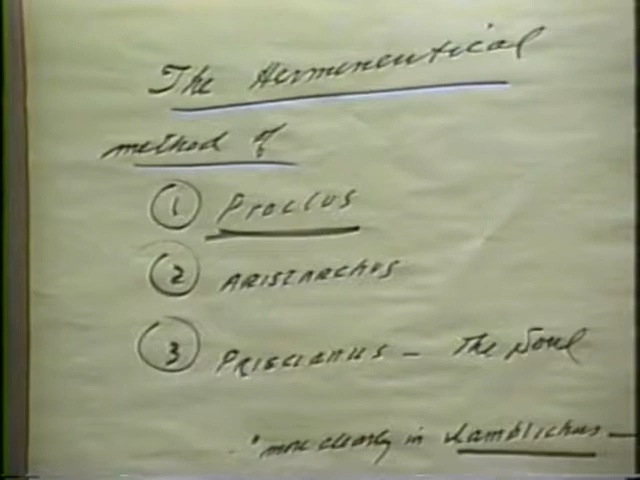 The Hermeneutical
method of
1 Proclus
2 ARISTARCHUS
3 PRISCIANUS - The Soul
"more clearly in Iamblichus —